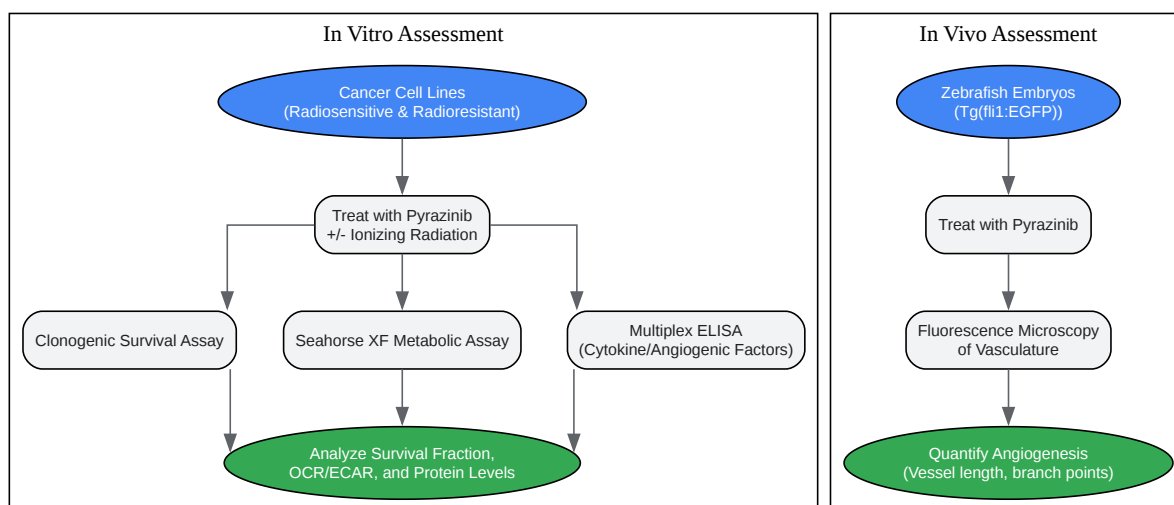 In Vitro Assessment
Cancer Cell Lines
(Radiosensitive & Radioresistant)
Treat with Pyrazinib
+/- Ionizing Radiation
Clonogenic Survival Assay
Seahorse XF Metabolic Assay
Multiplex ELISA
(Cytokine/Angiogenic Factors)
Analyze Survival Fraction,
OCR/ECAR, and Protein Levels
In Vivo Assessment
Zebrafish Embryos
(Tg(fli1:EGFP))
Treat with Pyrazinib
Fluorescence Microscopy
of Vasculature
Quantify Angiogenesis
(Vessel length, branch points)